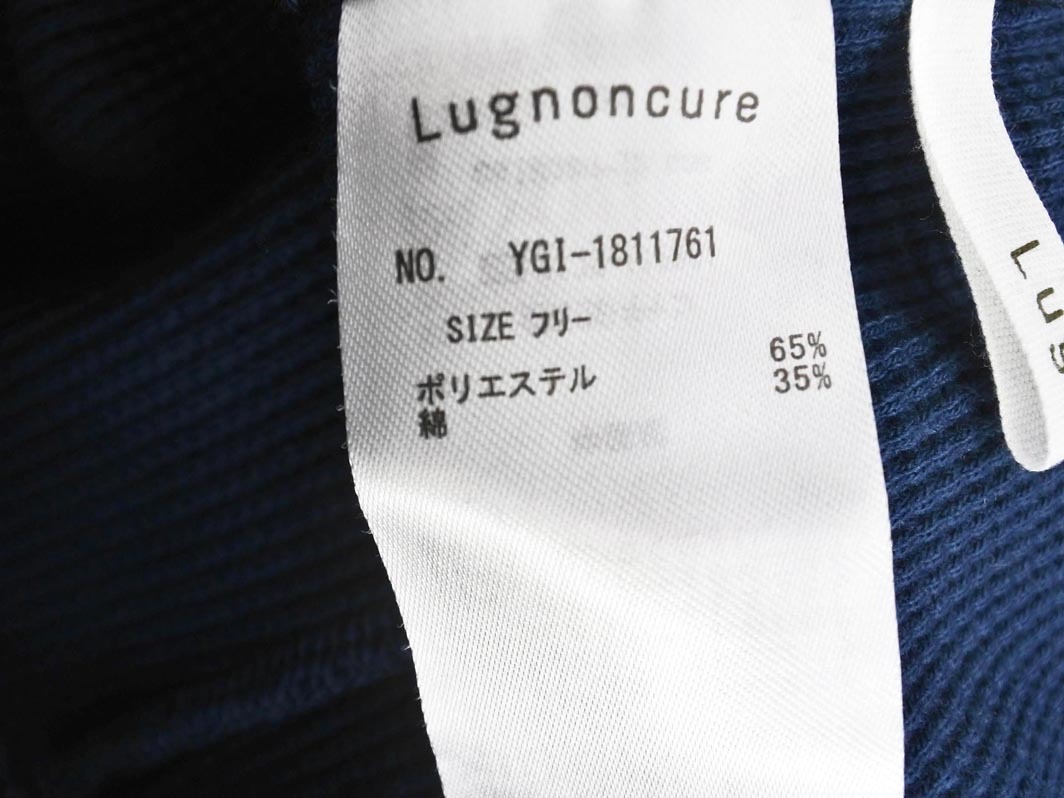 Lugnoncure
NO. YGI-1811761
SIZE フリー
ポリエステル 65%
綿 35%